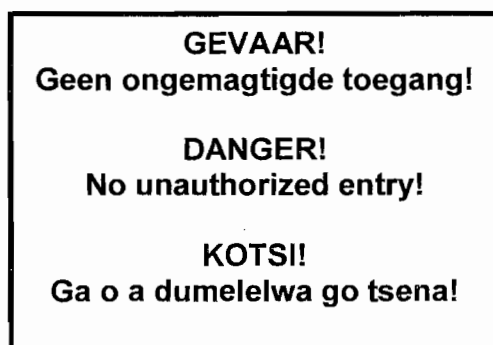 GEVAAR!
Geen ongemagtigde toegang!
DANGER!
No unauthorized entry!
KOTSI!
Ga o a dumelelwa go tsena!